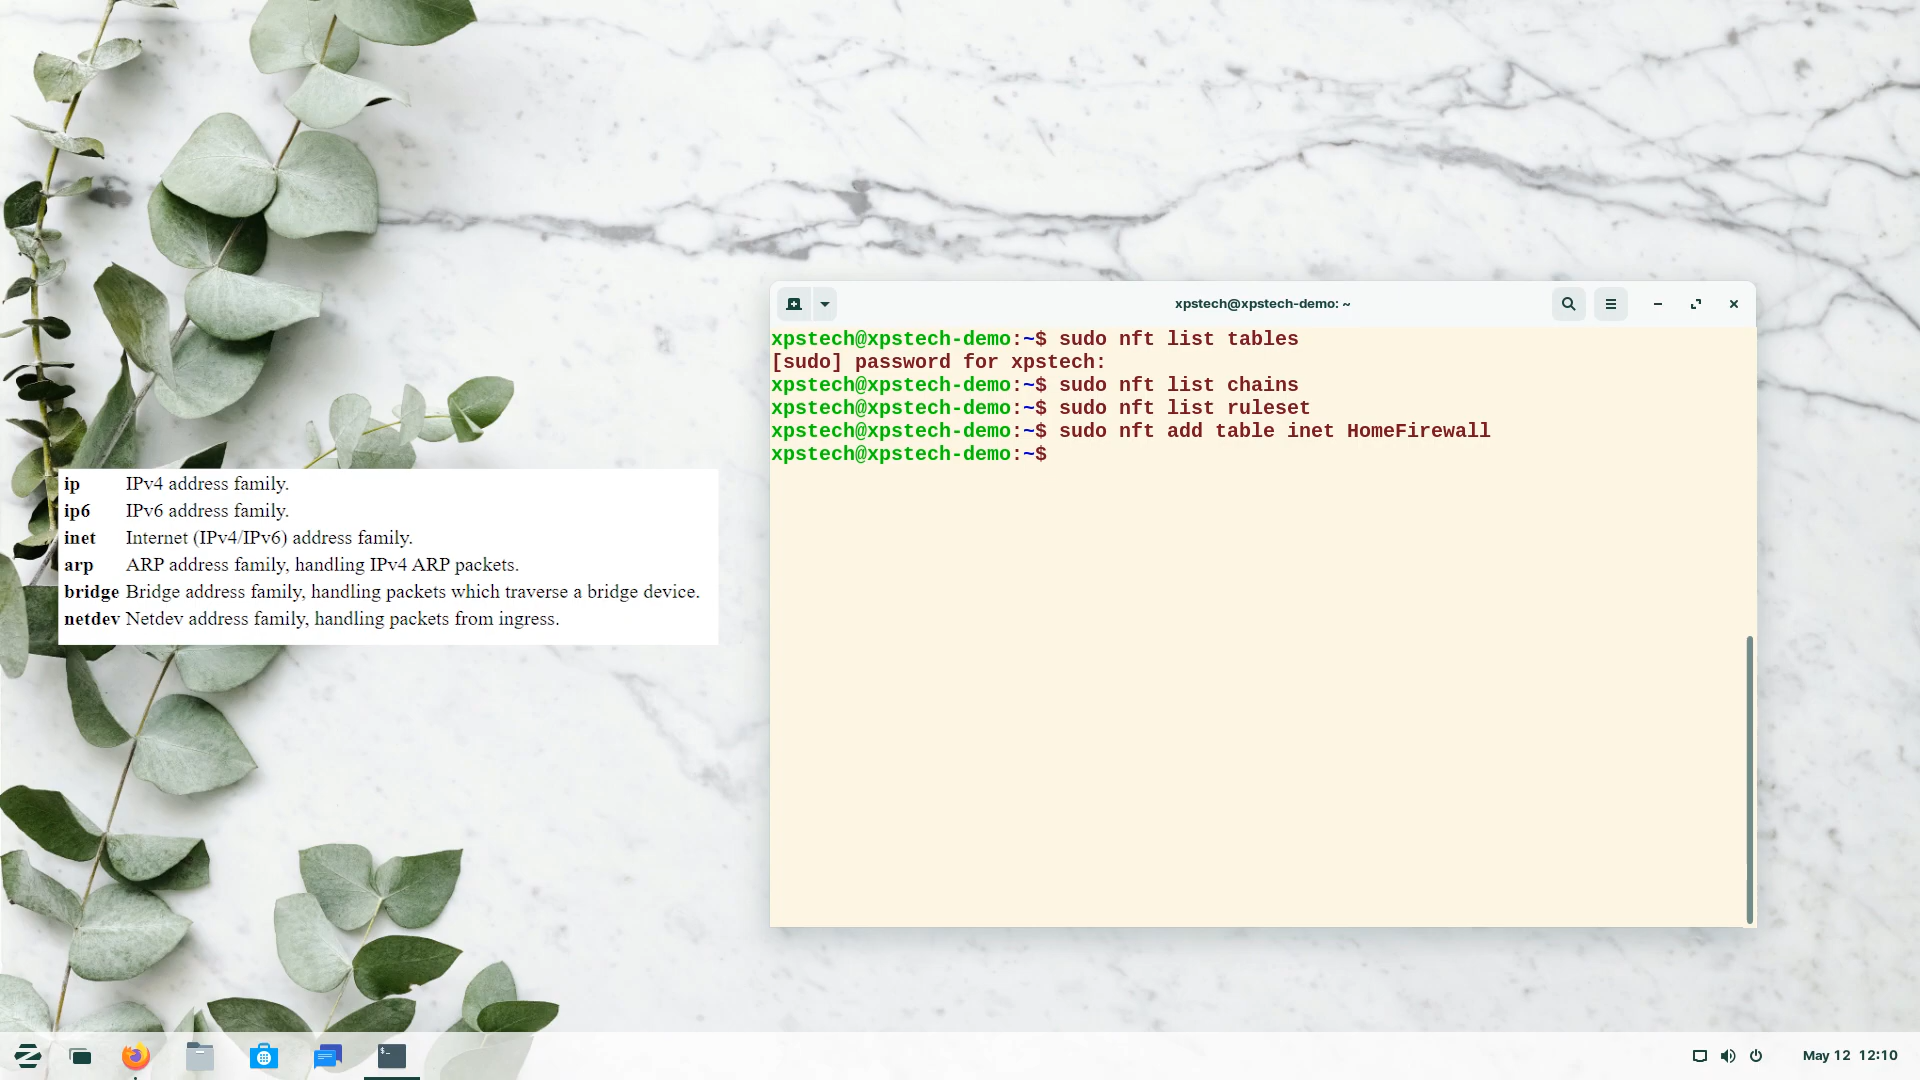 xpstech@xpstech-demo: ~
xpstech@xpstech-demo:~$ sudo nft list tables
[sudo] password for xpstech:
xpstech@xpstech-demo:~$ sudo nft list chains
xpstech@xpstech-demo:~$ sudo nft list ruleset
xpstech@xpstech-demo:~$ sudo nft add table inet HomeFirewall
xpstech@xpstech-demo:~$
ip IPv4 address family.
ip6 IPv6 address family.
inet Internet (IPv4/IPv6) address family.
arp ARP address family, handling IPv4 ARP packets.
bridge Bridge address family, handling packets which traverse a bridge device.
netdev Netdev address family, handling packets from ingress.
May 12 12:10